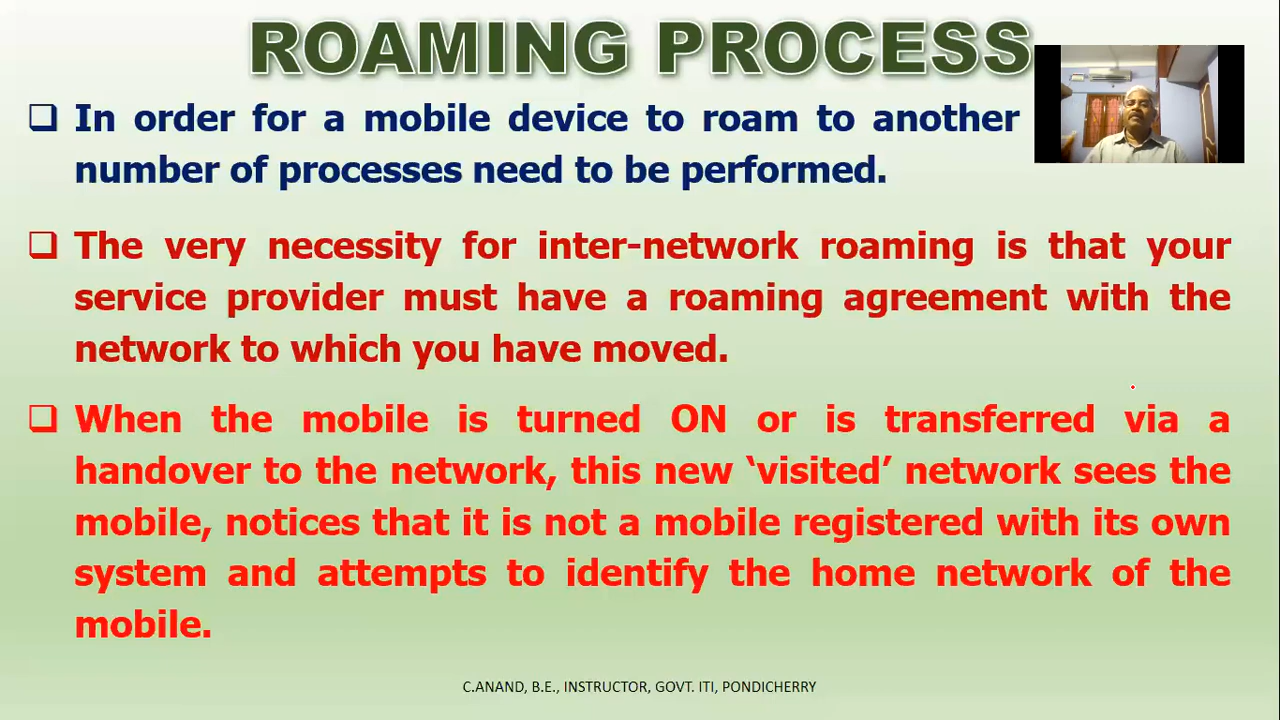 ROAMING PROCESS
In order for a mobile device to roam to another
number of processes need to be performed.
The very necessity for inter-network roaming is that your
service provider must have a roaming agreement with the
network to which you have moved.
When the mobile is turned ON or is transferred via a
handover to the network, this new ‘visited’ network sees the
mobile, notices that it is not a mobile registered with its own
system and attempts to identify the home network of the
mobile.
C.ANAND, B.E., INSTRUCTOR, GOVT. ITI, PONDICHERRY